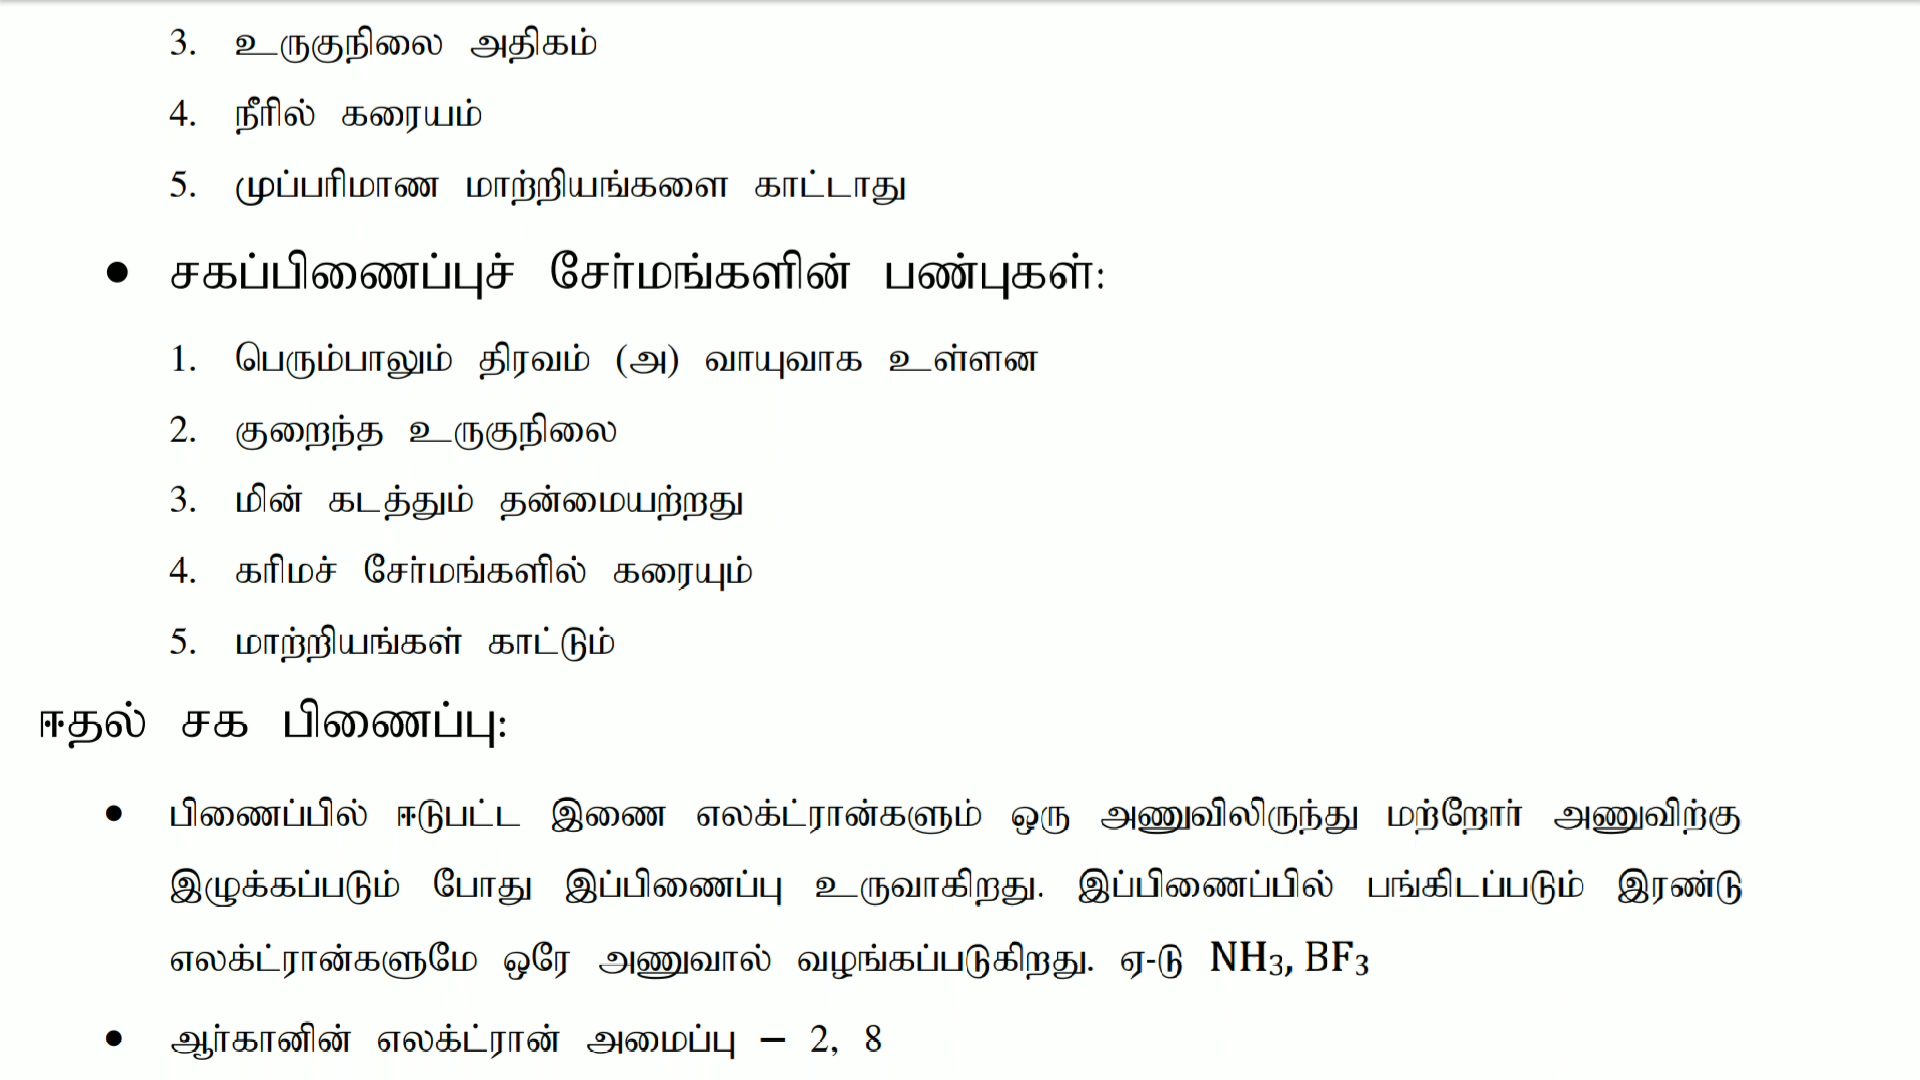 3. உருகுநிலை அதிகம்
4. நீரில் கரையம்
5. முப்பரிமாண மாற்றியங்களை காட்டாது
● சகப்பிணைப்புச் சேர்மங்களின் பண்புகள்:
1. பெரும்பாலும் திரவம் (அ) வாயுவாக உள்ளன
2. குறைந்த உருகுநிலை
3. மின் கடத்தும் தன்மையற்றது
4. கரிமச் சேர்மங்களில் கரையும்
5. மாற்றியங்கள் காட்டும்
ஈதல் சக பிணைப்பு:
● பிணைப்பில் ஈடுபட்ட இணை எலக்ட்ரான்களும் ஒரு அணுவிலிருந்து மற்றோர் அணுவிற்கு
இழுக்கப்படும் போது இப்பிணைப்பு உருவாகிறது. இப்பிணைப்பில் பங்கிடப்படும் இரண்டு
எலக்ட்ரான்களுமே ஒரே அணுவால் வழங்கப்படுகிறது. ஏ-டு NH₃, BF₃
● ஆர்கானின் எலக்ட்ரான் அமைப்பு – 2, 8